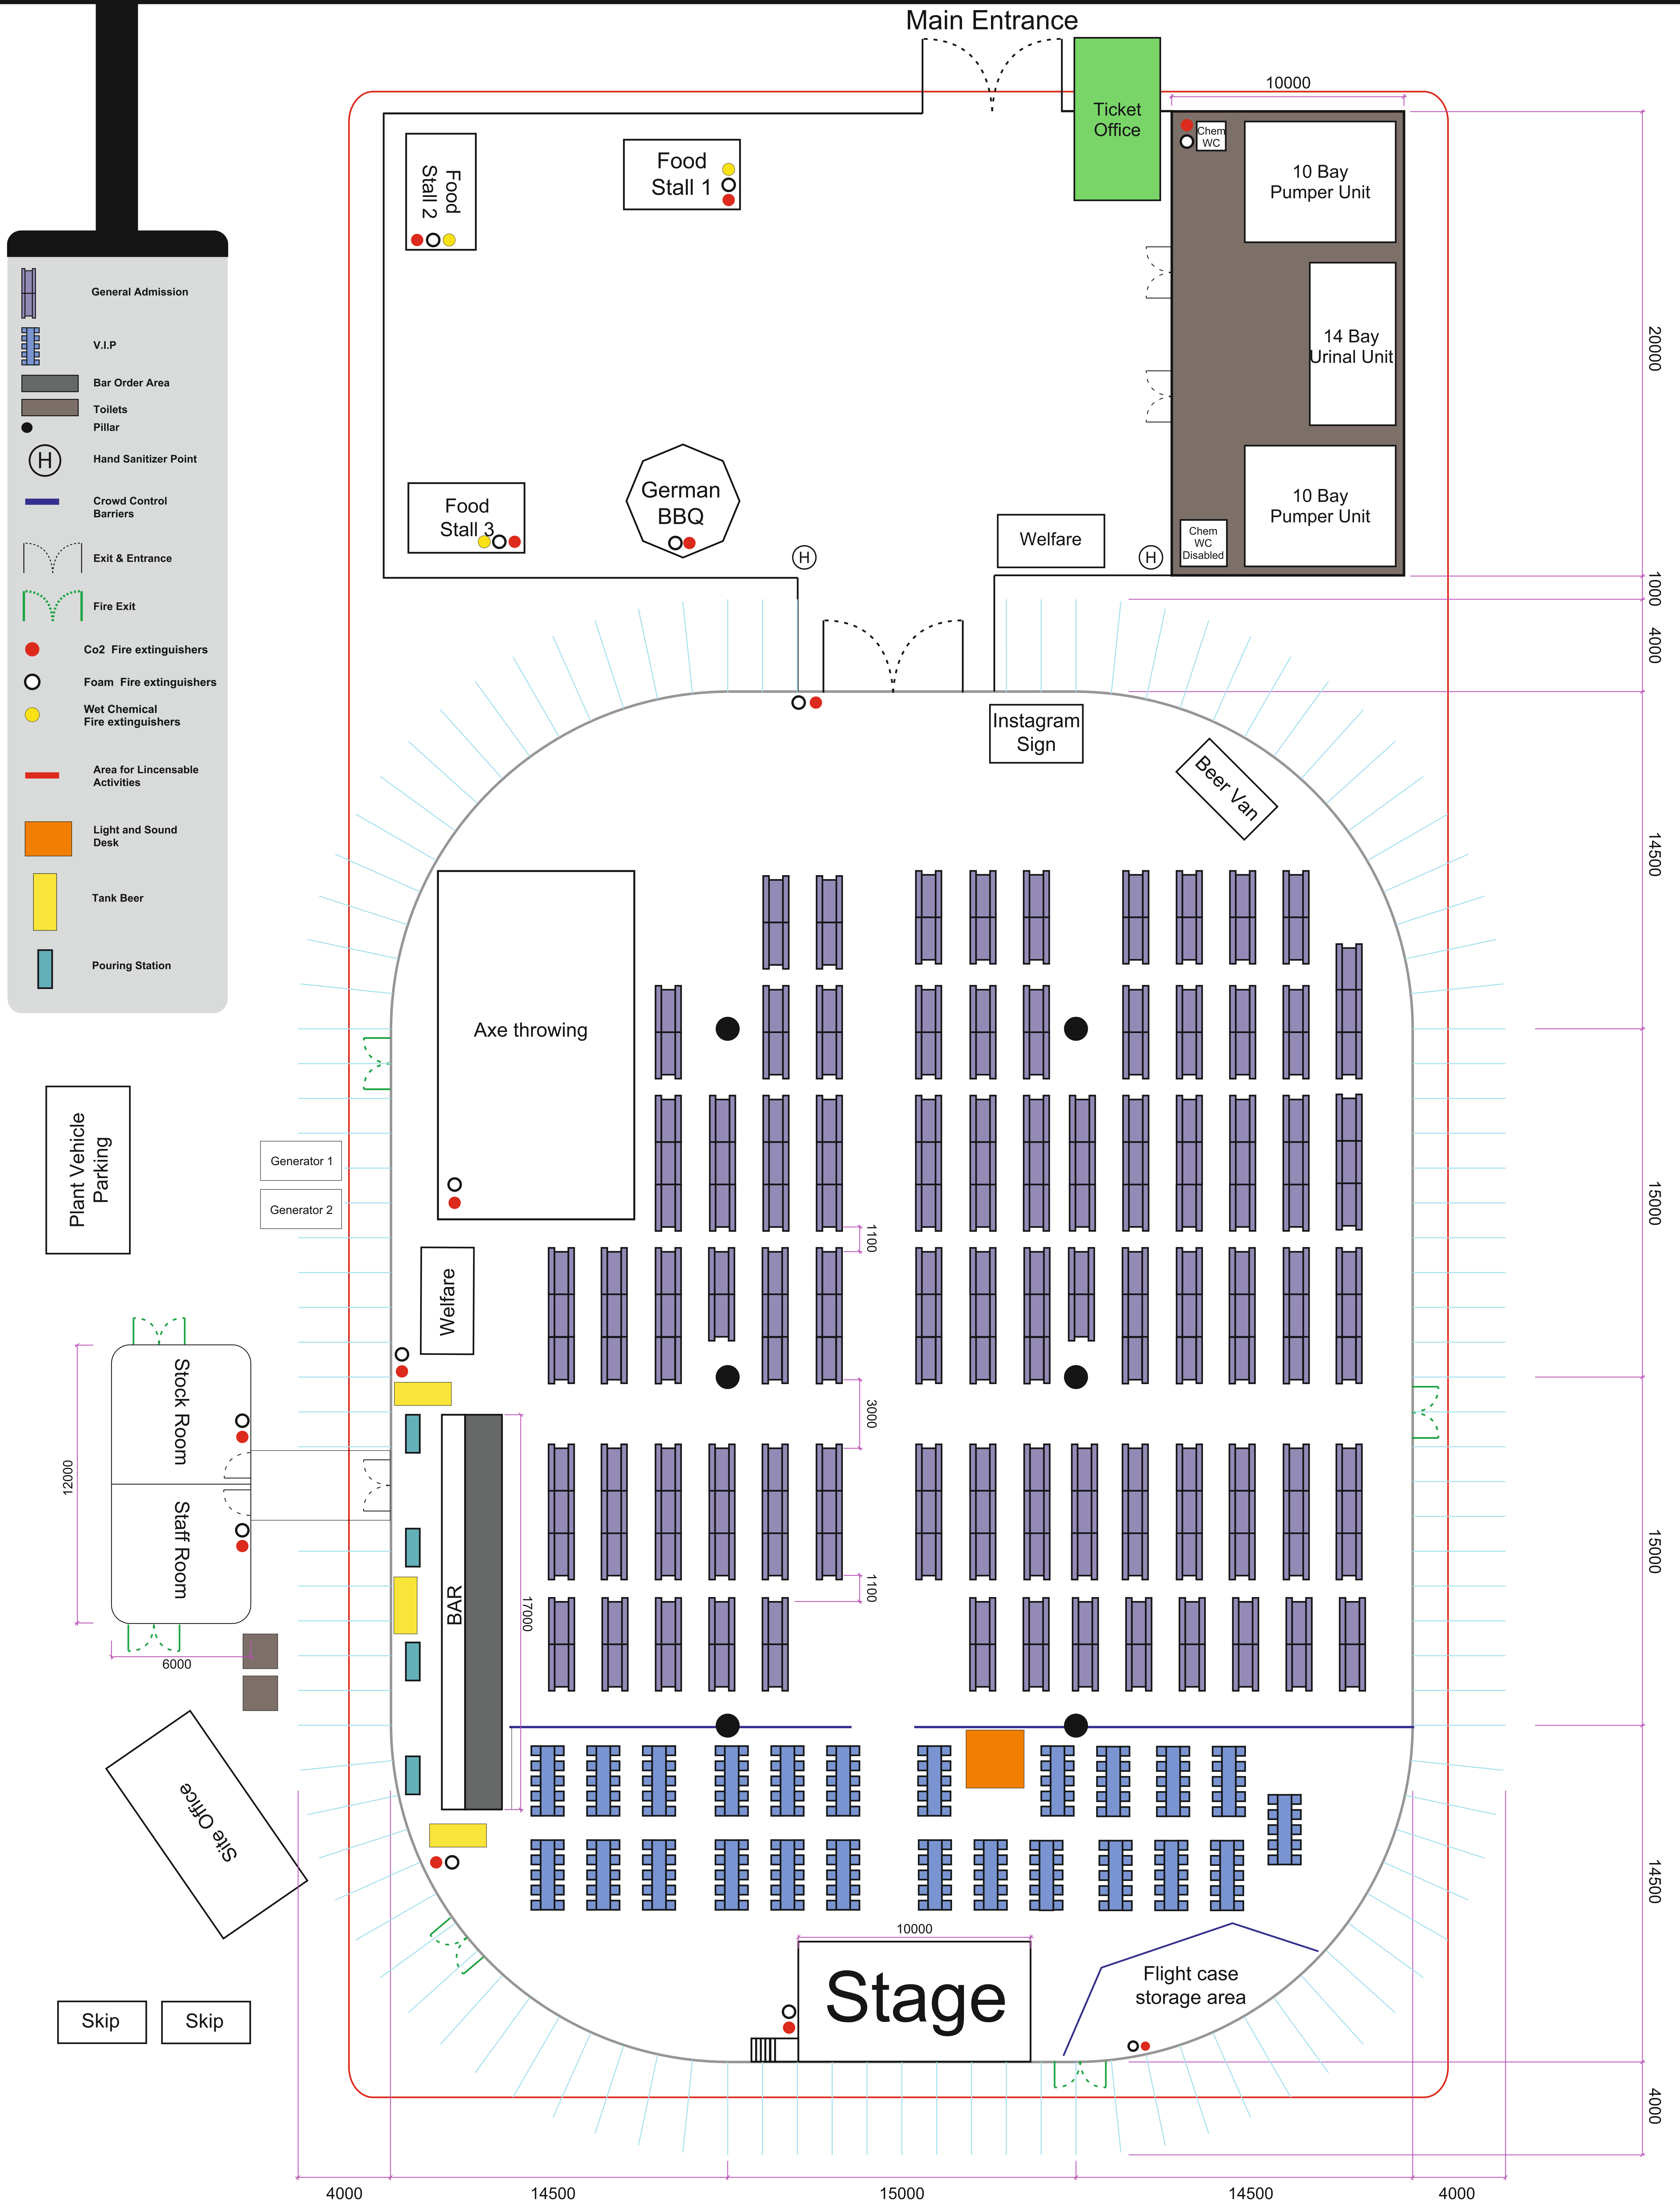 Main Entrance
Ticket
Office
10000
Chem
WC
10 Bay
Pumper Unit
Food
Stall 2
Food
Stall 1
14 Bay
Urinal Unit
20000
Food
Stall 3
German
BBQ
H
Welfare
H
Chem
WC
Disabled
10 Bay
Pumper Unit
1000
4000
General Admission
V.I.P
Bar Order Area
Toilets
Pillar
H
Hand Sanitizer Point
Crowd Control
Barriers
Exit & Entrance
Fire Exit
Co2 Fire extinguishers
Foam Fire extinguishers
Wet Chemical
Fire extinguishers
Area for Lincensable
Activities
Light and Sound
Desk
Tank Beer
Pouring Station
Instagram
Sign
Beer Van
14500
Axe throwing
Plant Vehicle
Parking
Generator 1
Generator 2
15000
1100
Welfare
3000
Stock Room
Staff Room
12000
6000
BAR
17000
1100
15000
Site Office
14500
10000
Stage
Flight case
storage area
Skip
Skip
4000
4000
14500
15000
14500
4000